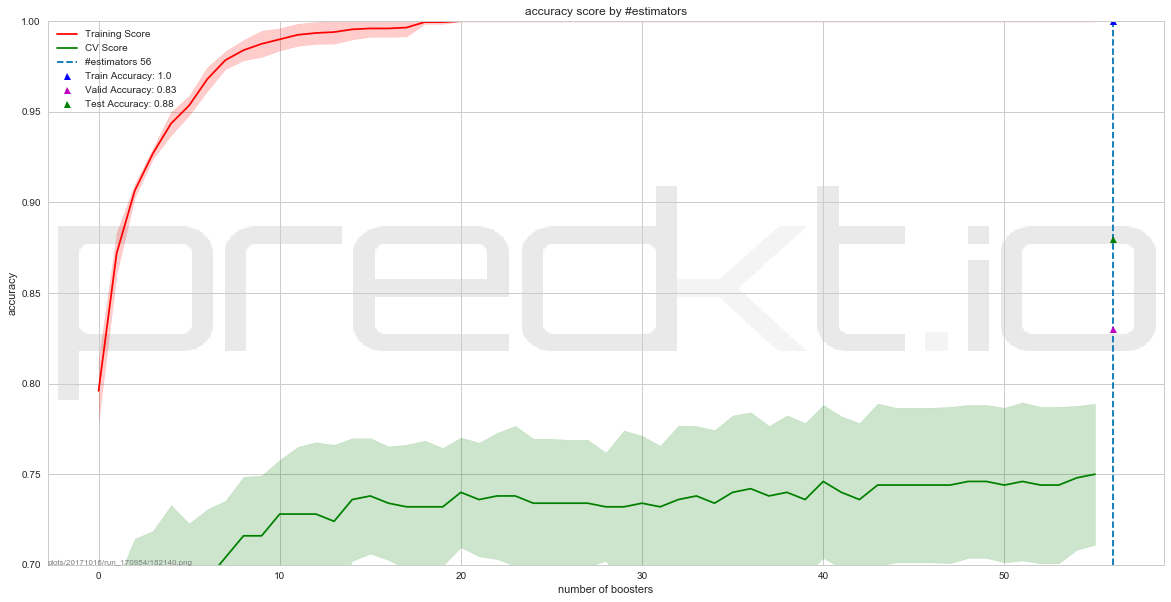 accuracy score by #estimators
1.00
0.95
0.90
0.85
0.80
0.75
0.70
accuracy
Training Score
CV Score
#estimators 56
Train Accuracy: 1.0
Valid Accuracy: 0.83
Test Accuracy: 0.88
predkt.io
plots/20171016/run_170954/162140.png
0 10 20 30 40 50
number of boosters